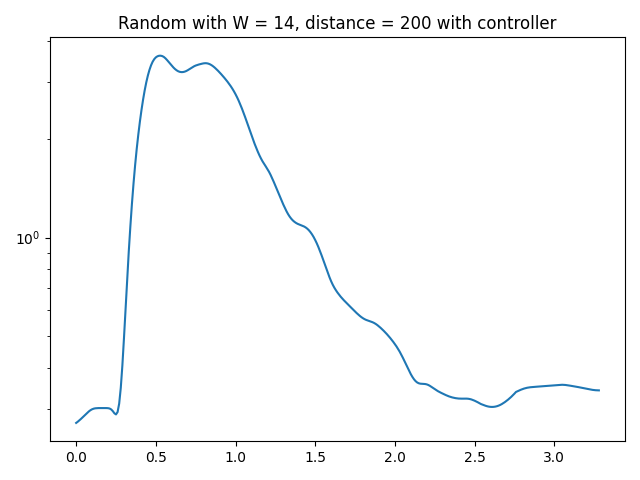 Random with W = 14, distance = 200 with controller
10⁰
0.0 0.5 1.0 1.5 2.0 2.5 3.0